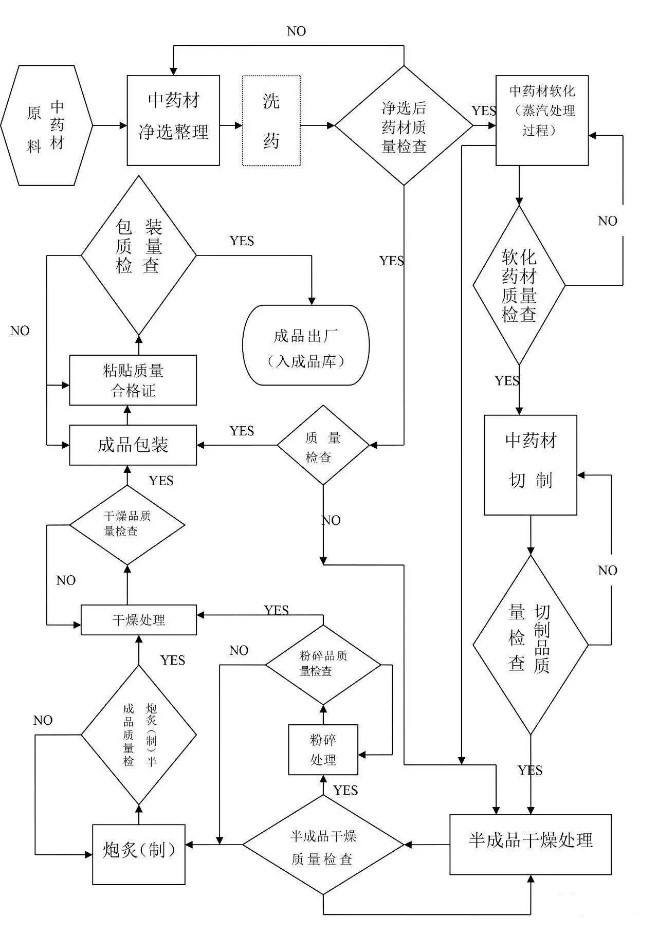 NO
中药材
原料
中药材
净选整理
洗
药
净选后
药材质
量检查
YES
中药材软化
（蒸汽处理
过程）
NO
YES
软化
药材
质量
检查
YES
包 装
质 量
检 查
YES
NO
成品出厂
（入成品库）
粘贴质量
合格证
成品包装
YES
质 量
检查
NO
中药材
切 制
YES
干燥品质
量检查
NO
NO
切制品质
量检查
干燥处理
YES
YES
NO
粉碎品质
量检查
炮炙（制）半
成品质量检
NO
粉碎
处理
YES
YES
炮炙（制）
半成品干燥
质量检查
半成品干燥处理